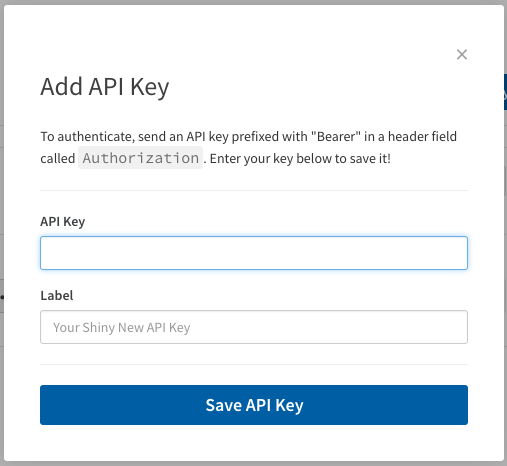 ×
Add API Key
To authenticate, send an API key prefixed with "Bearer" in a header field
called Authorization. Enter your key below to save it!
API Key
Label
Your Shiny New API Key
Save API Key